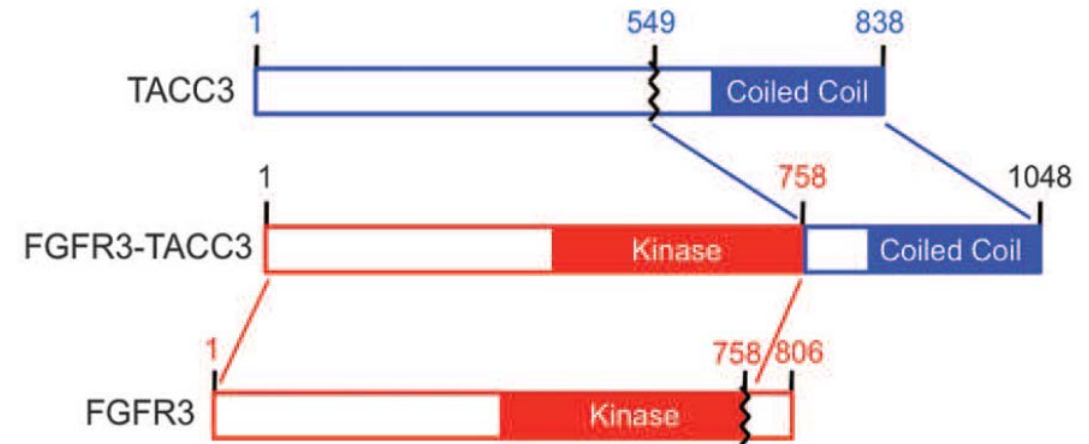 1 549 838
TACC3 Coiled Coil
1 758 1048
FGFR3-TACC3 Kinase Coiled Coil
1 758 806
FGFR3 Kinase